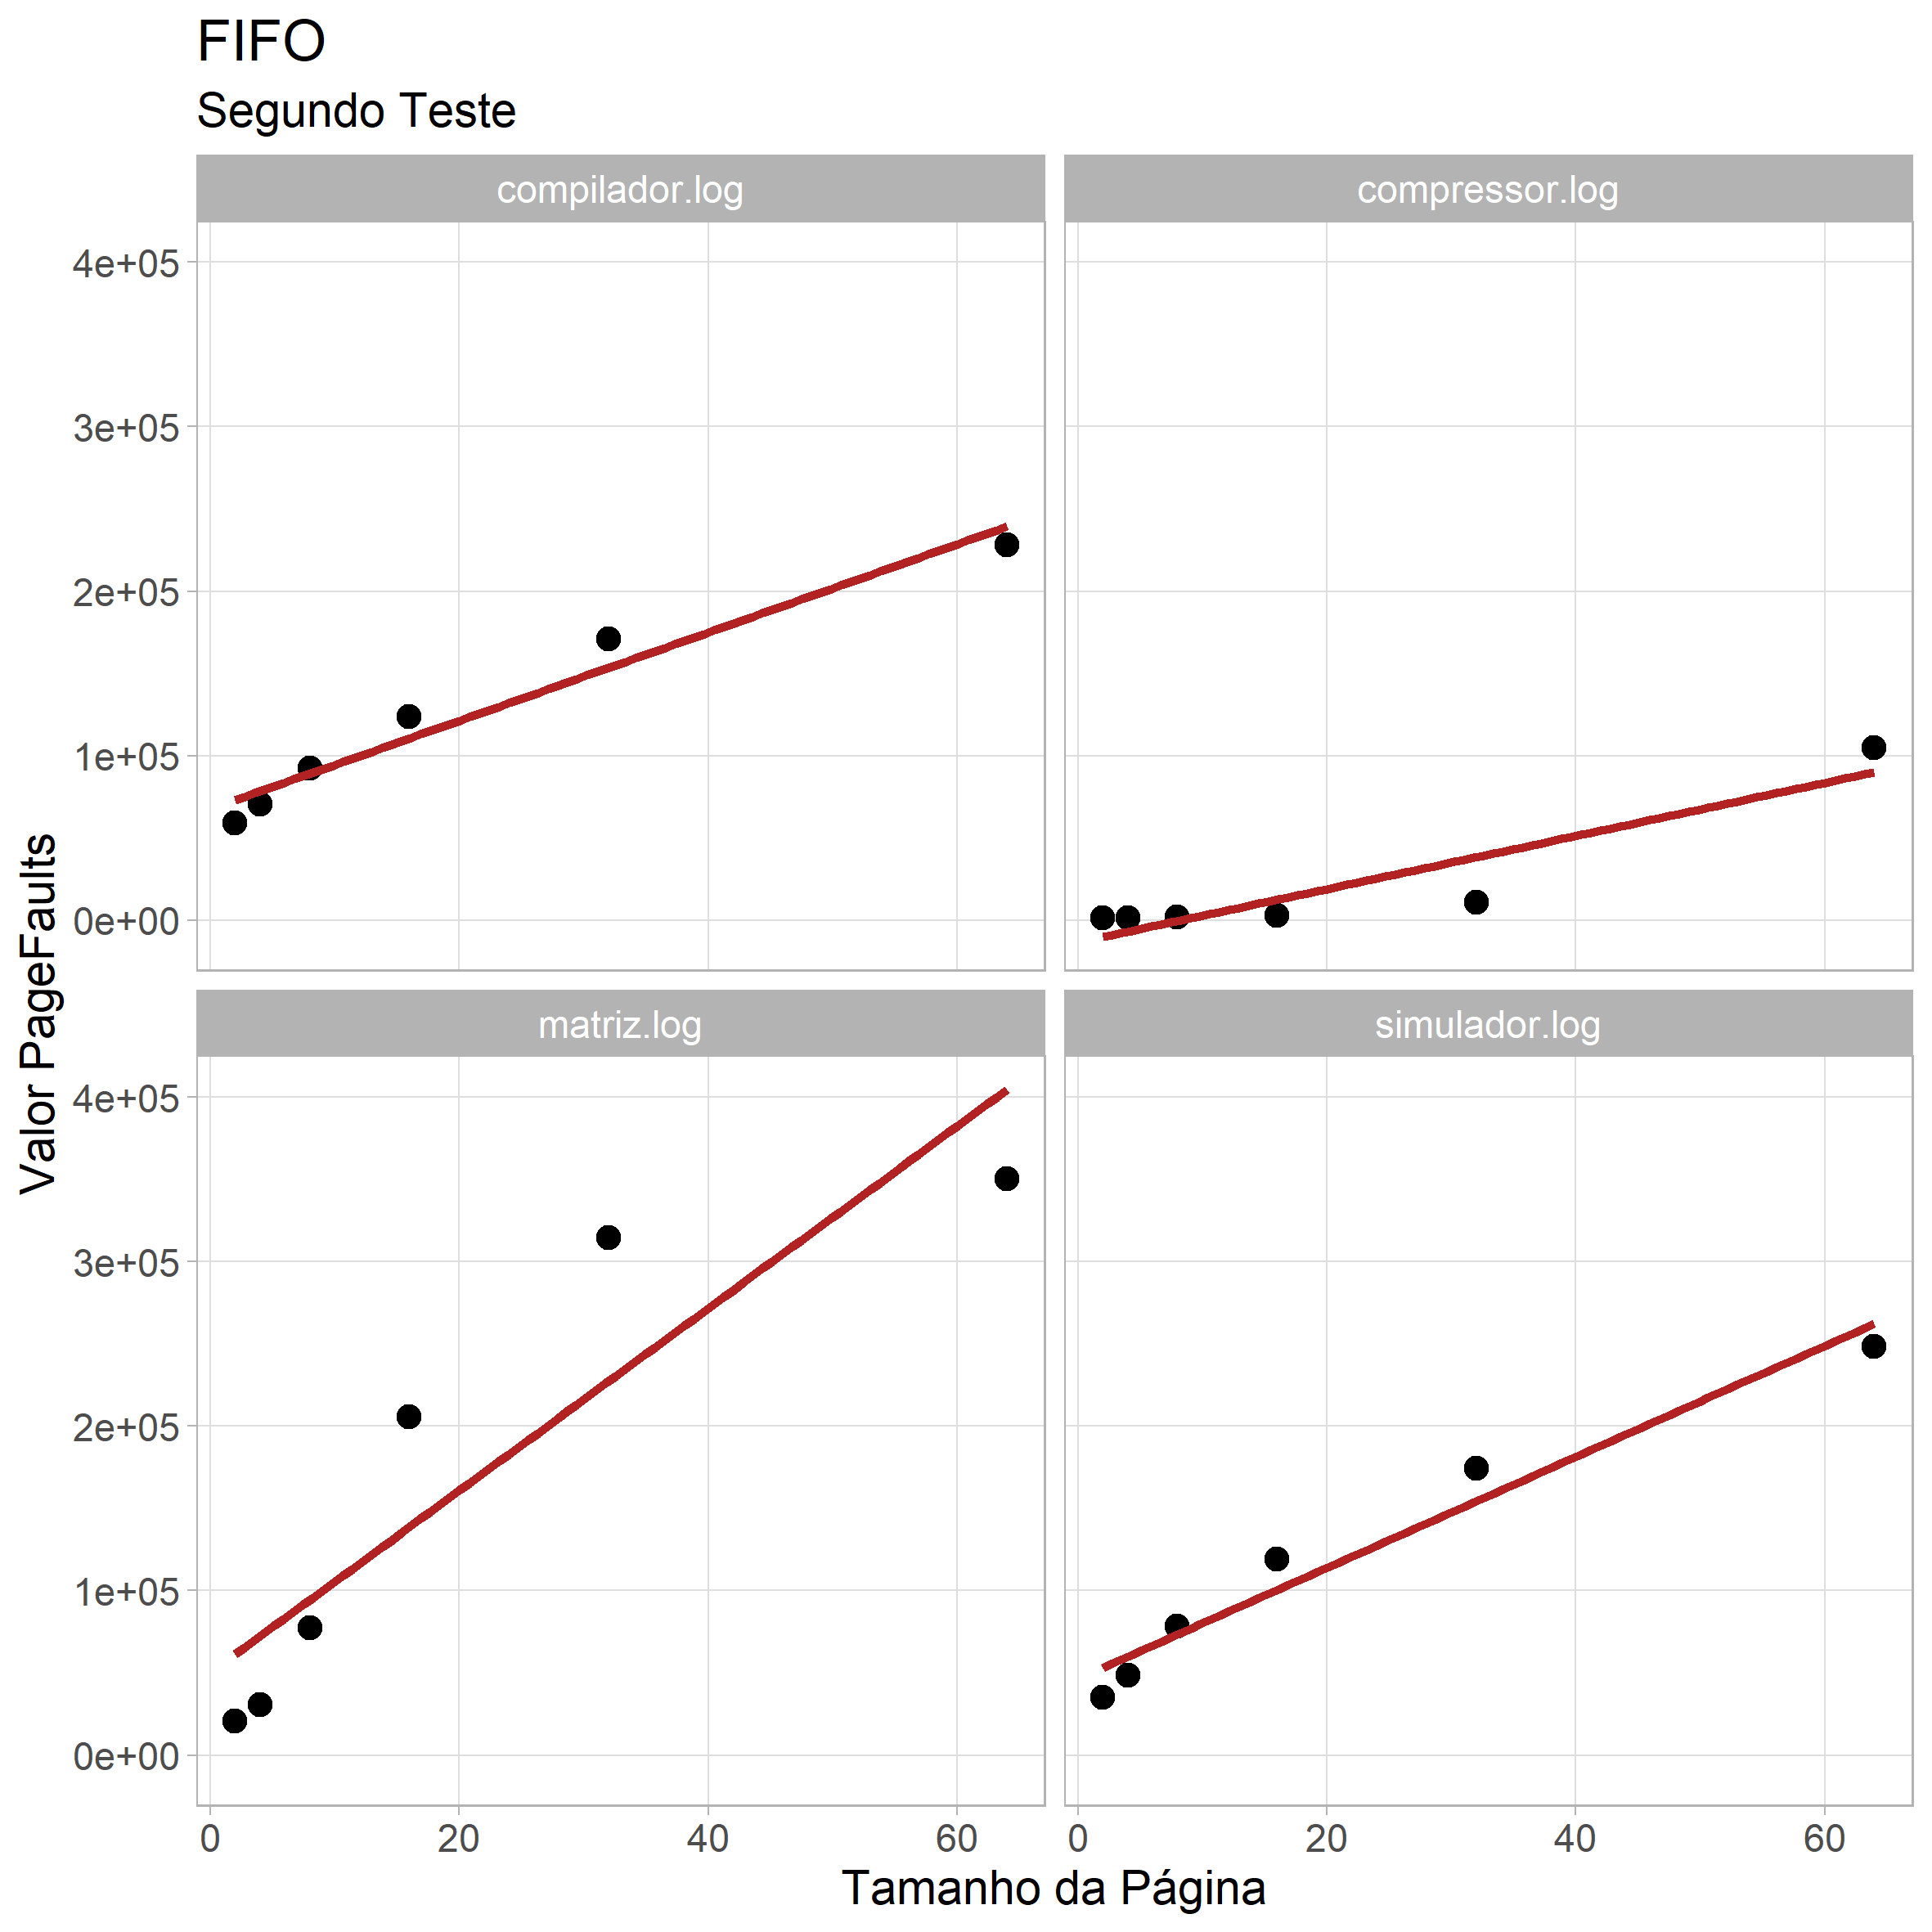 FIFO
Segundo Teste
compilador.log
compressor.log
4e+05
3e+05
2e+05
1e+05
0e+00
Valor PageFaults
matriz.log
simulador.log
4e+05
3e+05
2e+05
1e+05
0e+00
0 20 40 60
0 20 40 60
Tamanho da Página